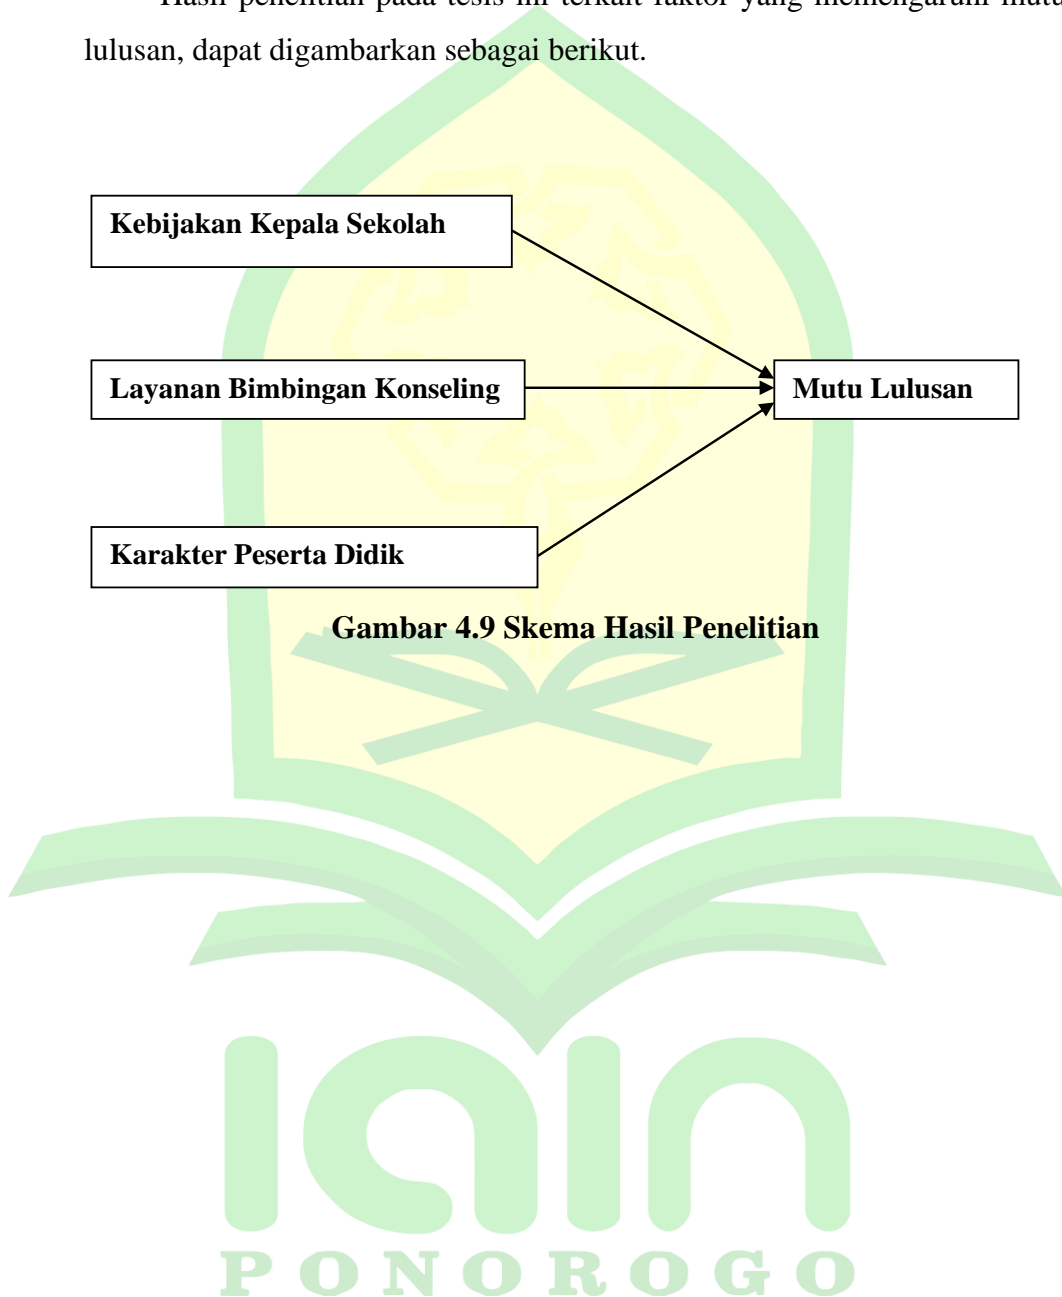 Hasil penelitian pada tesis ini terkait faktor yang memengaruhi mutu
lulusan, dapat digambarkan sebagai berikut.
Kebijakan Kepala Sekolah
Layanan Bimbingan Konseling
Mutu Lulusan
Karakter Peserta Didik
Gambar 4.9 Skema Hasil Penelitian
IAIN
PONOROGO